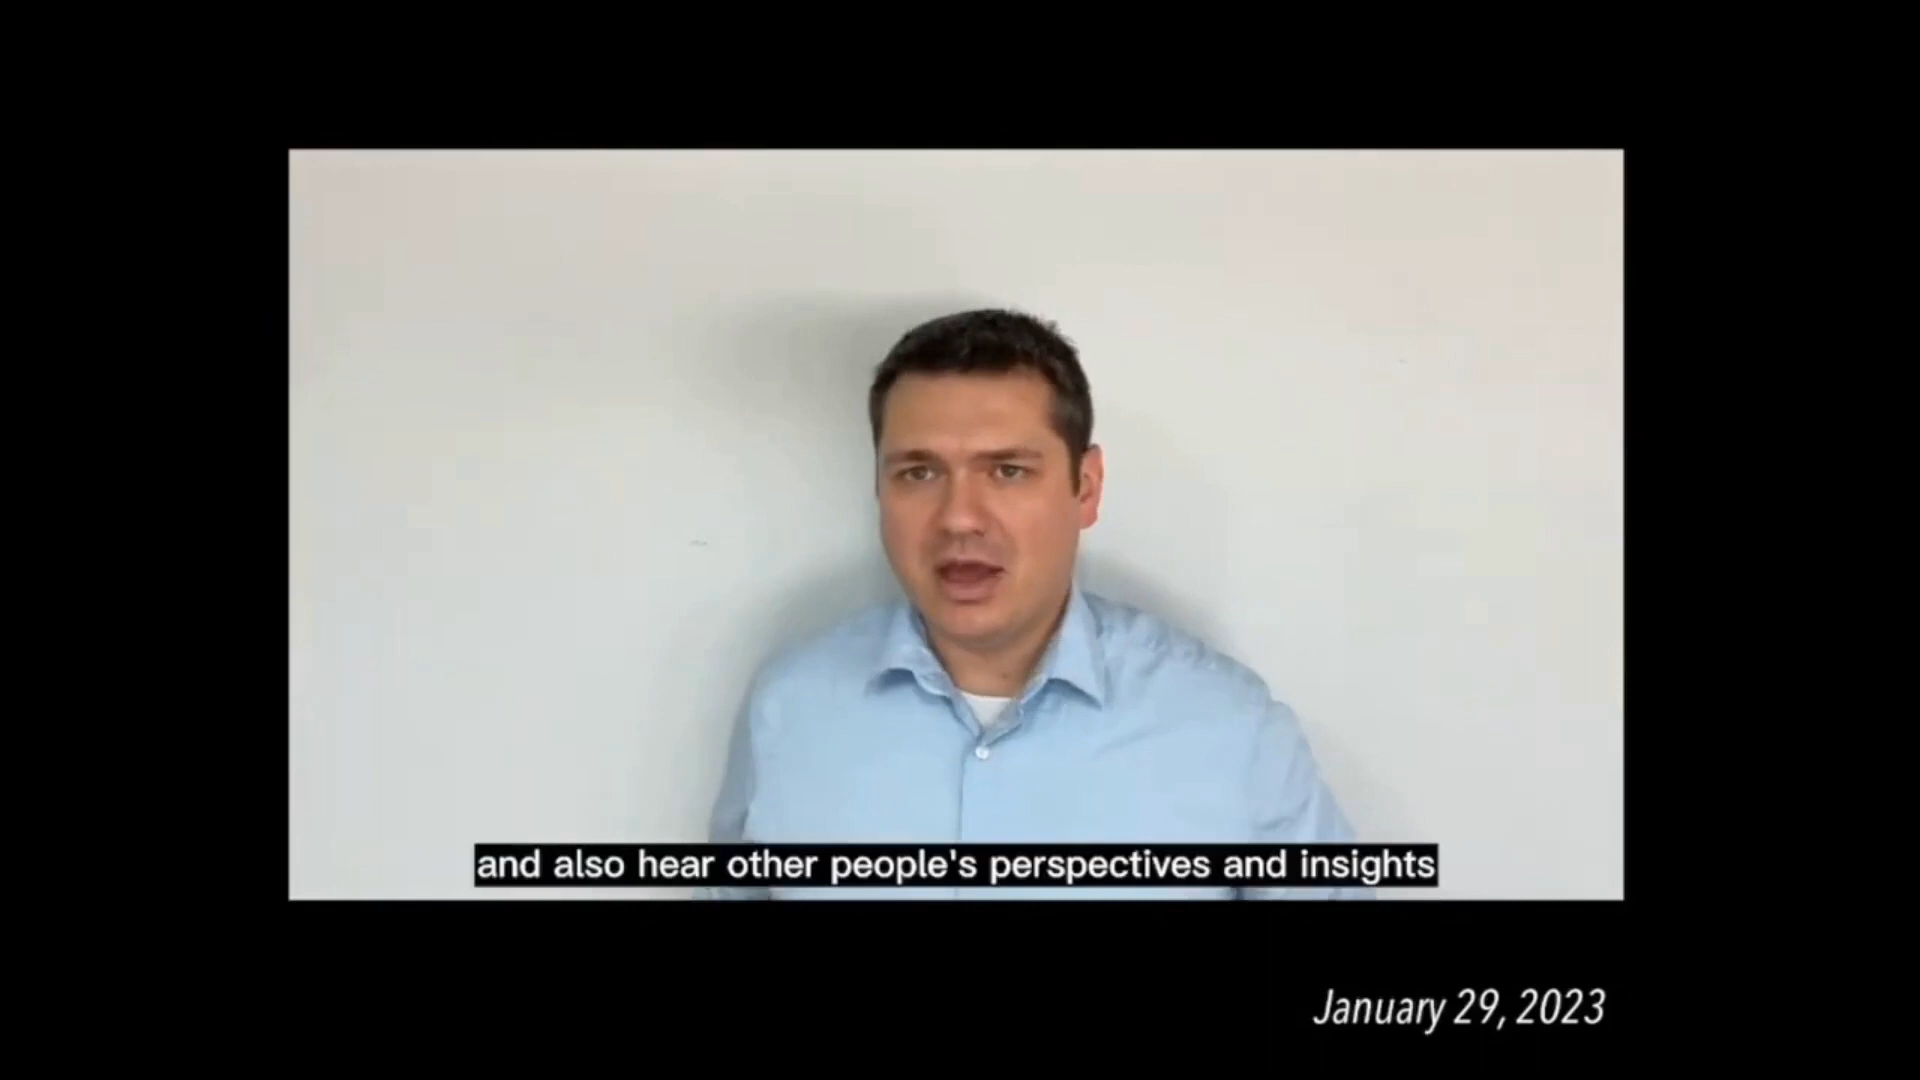 and also hear other people's perspectives and insights
January 29, 2023